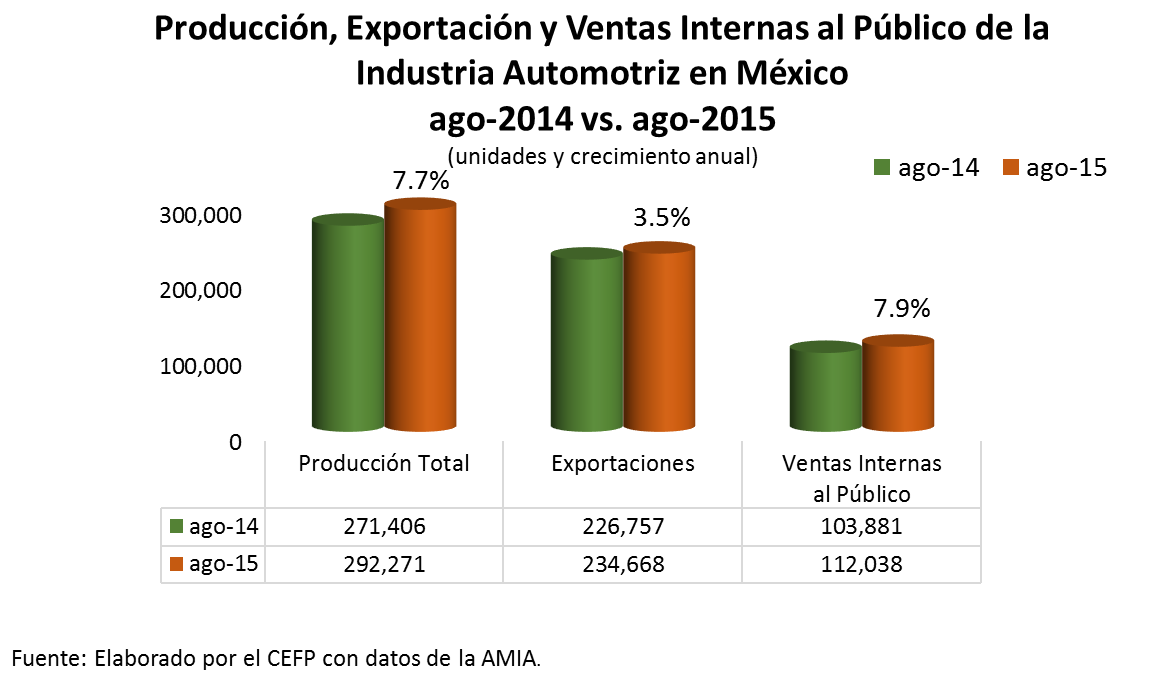 Producción, Exportación y Ventas Internas al Público de la
Industria Automotriz en México
ago-2014 vs. ago-2015
(unidades y crecimiento anual)
ago-14 ago-15
7.7%
3.5%
7.9%
300,000
200,000
100,000
0
Producción Total Exportaciones Ventas Internas
al Público
ago-14 271,406 226,757 103,881
ago-15 292,271 234,668 112,038
Fuente: Elaborado por el CEFP con datos de la AMIA.